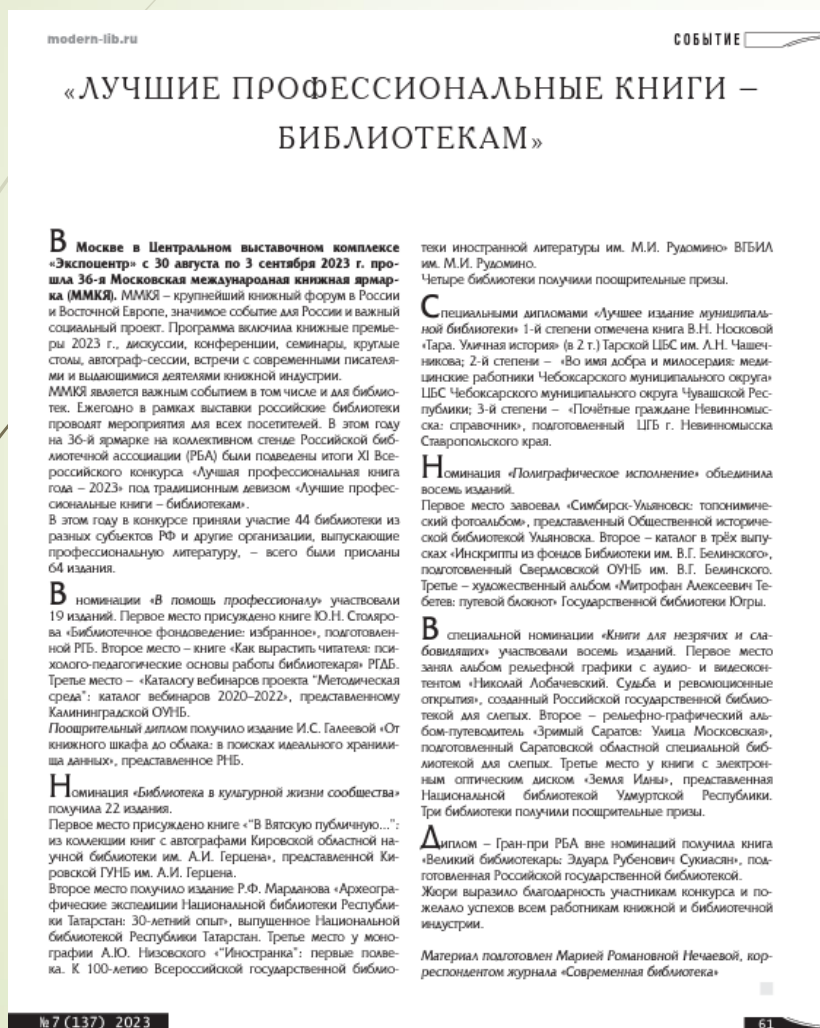 modern-lib.ru
СОБЫТИЕ
«ЛУЧШИЕ ПРОФЕССИОНАЛЬНЫЕ КНИГИ –
БИБЛИОТЕКАМ»
В Москве в Центральном выставочном комплексе
«Экспоцентр» с 30 августа по 3 сентября 2023 г. про-
шла 36-я Московская международная книжная ярмар-
ка (ММКЯ). ММКЯ – крупнейший книжный форум в России
и Восточной Европе, значимое событие для России и важный
социальный проект. Программа включила книжные премье-
ры 2023 г., дискуссии, конференции, семинары, круглые
столы, автограф-сессии, встречи с современными писателя-
ми и выдающимися деятелями книжной индустрии.
ММКЯ является важным событием в том числе и для библио-
тек. Ежегодно в рамках выставки российские библиотеки
проводят мероприятия для всех посетителей. В этом году
на 36-й ярмарке на коллективном стенде Российской биб-
лиотечной ассоциации (РБА) были подведены итоги XI Все-
российского конкурса «Лучшая профессиональная книга
года – 2023» под традиционным девизом «Лучшие профес-
сиональные книги – библиотекам».
В этом году в конкурсе приняли участие 44 библиотеки из
разных субъектов РФ и другие организации, выпускающие
профессиональную литературу, – всего были присланы
64 издания.
В номинации «В помощь профессионалу» участвовали
19 изданий. Первое место присуждено книге Ю.Н. Столяро-
ва «Библиотечное фондоведение: избранное», подготовлен-
ной РГБ. Второе место – книге «Как вырастить читателя: пси-
холого-педагогические основы работы библиотекаря» РГДБ.
Третье место – «Каталогу вебинаров проекта “Методическая
среда”: каталог вебинаров 2020–2022», представленному
Калининградской ОУНБ.
Поощрительный диплом получило издание И.С. Галеевой «От
книжного шкафа до облака: в поисках идеального хранили-
ща данных», представленное РНБ.
Номинация «Библиотека в культурной жизни сообщества»
получила 22 издания.
Первое место присуждено книге «“В Вятскую публичную...”:
из коллекции книг с автографами Кировской областной на-
учной библиотеки им. А.И. Герцена», представленной Ки-
ровской ГУНБ им. А.И. Герцена.
Второе место получило издание Р.Ф. Марданова «Археогра-
фические экспедиции Национальной библиотеки Республи-
ки Татарстан: 30-летний опыт», выпущенное Национальной
библиотекой Республики Татарстан. Третье место у моно-
графии А.Ю. Низовского «“Иностранка”: первые полве-
ка. К 100-летию Всероссийской государственной библио-
теки иностранной литературы им. М.И. Рудомино» ВГБИЛ
им. М.И. Рудомино.
Четыре библиотеки получили поощрительные призы.
Специальными дипломами «Лучшее издание муниципаль-
ной библиотеки» 1-й степени отмечена книга В.Н. Носковой
«Тара. Уличная история» (в 2 т.) Тарской ЦБС им. Л.Н. Чашеч-
никова; 2-й степени – «Во имя добра и милосердия: меди-
цинские работники Чебоксарского муниципального округа»
ЦБС Чебоксарского муниципального округа Чувашской Рес-
публики; 3-й степени – «Почётные граждане Невинномыс-
ска: справочник», подготовленный ЦГБ г. Невинномысска
Ставропольского края.
Номинация «Полиграфическое исполнение» объединила
восемь изданий.
Первое место завоевал «Симбирск-Ульяновск: топонимиче-
ский фотоальбом», представленный Общественной историче-
ской библиотекой Ульяновска. Второе – каталог в трёх выпу-
сках «Инскрипты из фондов Библиотеки им. В.Г. Белинского»,
подготовленный Свердловской ОУНБ им. В.Г. Белинского.
Третье – художественный альбом «Митрофан Алексеевич Те-
бетев: путевой блокнот» Государственной библиотеки Югры.
В специальной номинации «Книги для незрячих и сла-
бовидящих» участвовали восемь изданий. Первое место
занял альбом рельефной графики с аудио- и видеокон-
тентом «Николай Лобачевский. Судьба и революционные
открытия», созданный Российской государственной библио-
текой для слепых. Второе – рельефно-графический аль-
бом-путеводитель «Зримый Саратов: Улица Московская»,
подготовленный Саратовской областной специальной биб-
лиотекой для слепых. Третье место у книги с электрон-
ным оптическим диском «Земля Идны», представленная
Национальной библиотекой Удмуртской Республики.
Три библиотеки получили поощрительные призы.
Диплом – Гран-при РБА вне номинаций получила книга
«Великий библиотекарь: Эдуард Рубенович Сукиасян», под-
готовленная Российской государственной библиотекой.
Жюри выразило благодарность участникам конкурса и по-
желало успехов всем работникам книжной и библиотечной
индустрии.
Материал подготовлен Марией Романовной Нечаевой, кор-
респондентом журнала «Современная библиотека»
№7(137) 2023
61